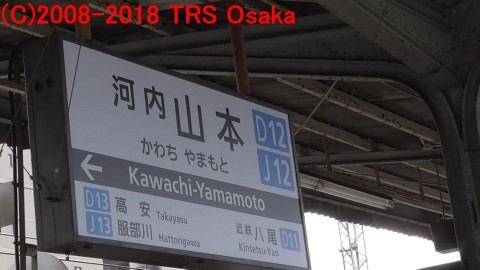 (C)2008-2018 TRS Osaka
河内山本 D12
かわち やまもと J12
← Kawachi-Yamamoto
D13 高安 Takayasu
J13 服部川 Hattorigawa
近鉄八尾 D11
Kintetsu-Yao